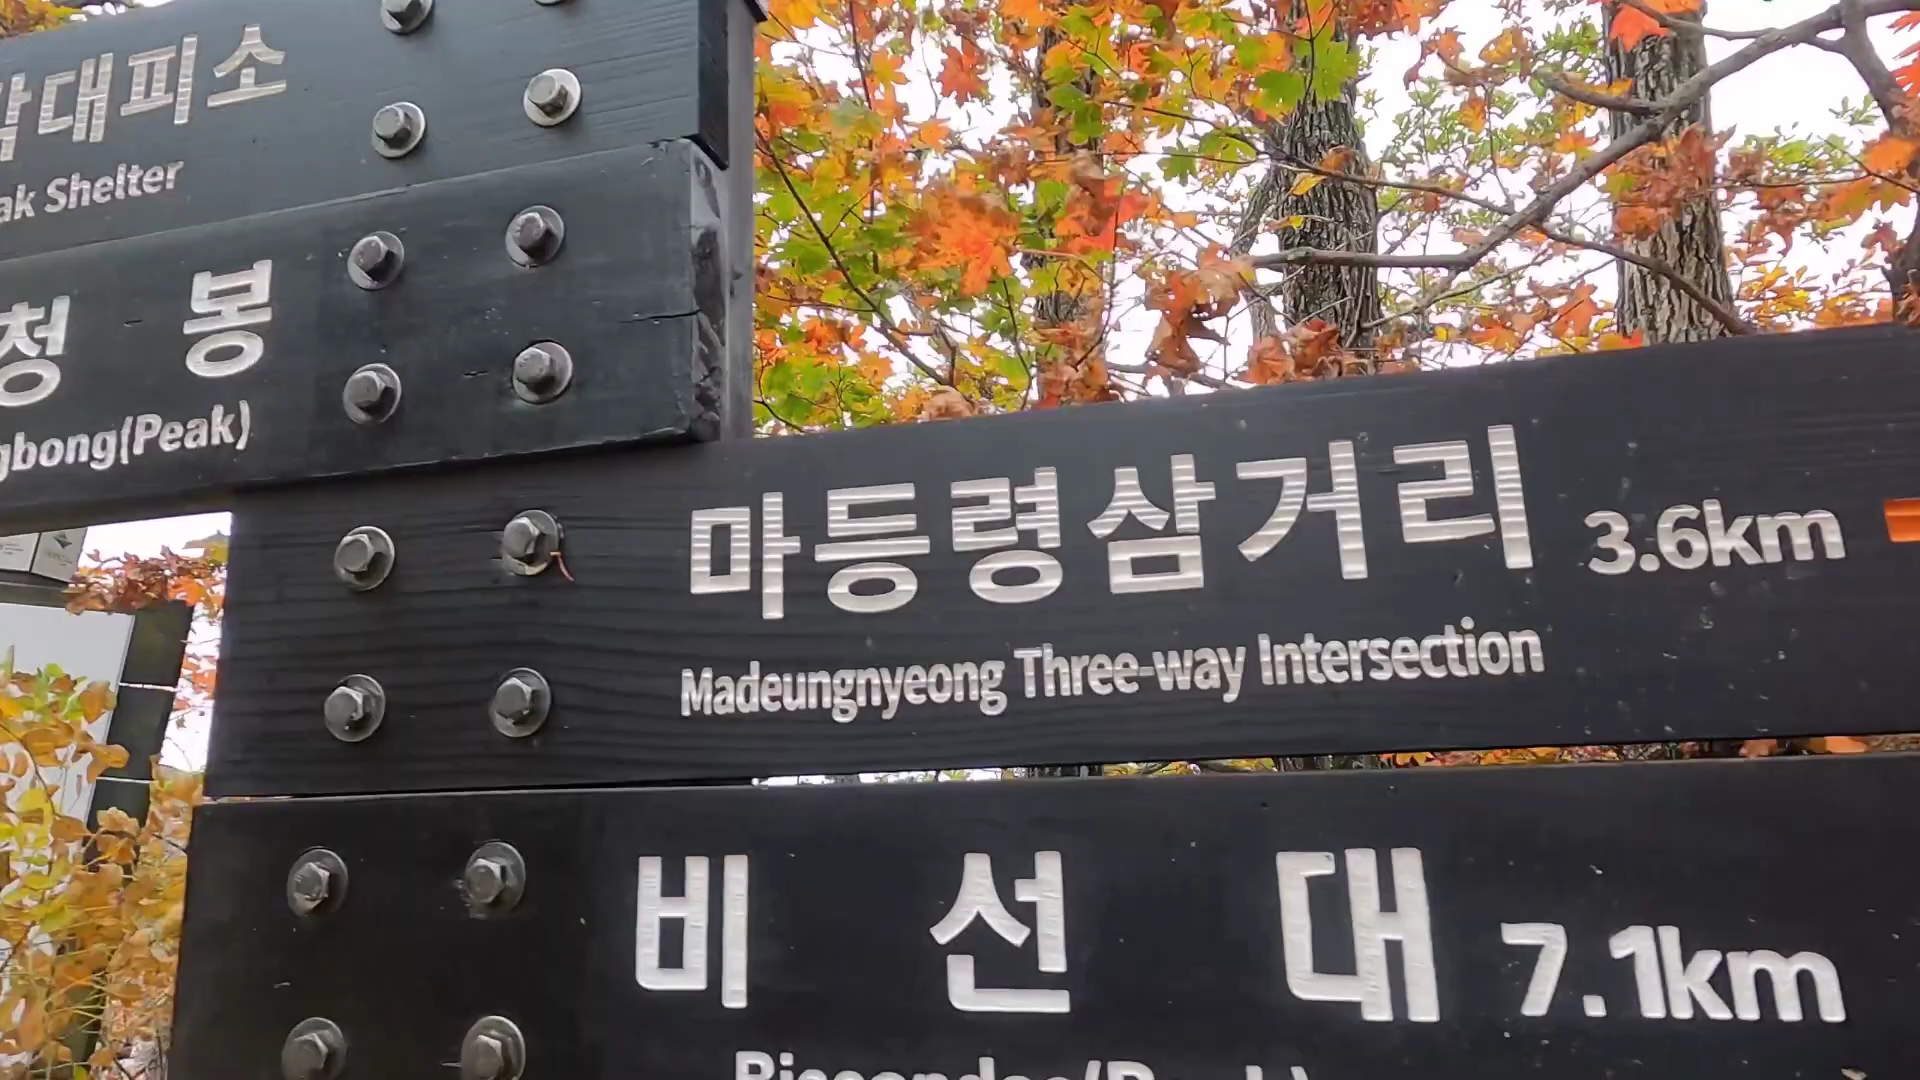 대피소
Shelter
청봉
gbong(Peak)
마등령삼거리 3.6km
Madeungnyeong Three-way Intersection
비선대 7.1km